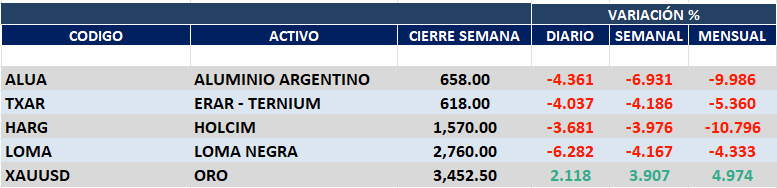 VARIACIÓN %
CODIGO ACTIVO CIERRE SEMANA DIARIO SEMANAL MENSUAL
ALUA ALUMINIO ARGENTINO 658.00 -4.361 -6.931 -9.986
TXAR ERAR - TERNIUM 618.00 -4.037 -4.186 -5.360
HARG HOLCIM 1,570.00 -3.681 -3.976 -10.796
LOMA LOMA NEGRA 2,760.00 -6.282 -4.167 -4.333
XAUUSD ORO 3,452.50 2.118 3.907 4.974